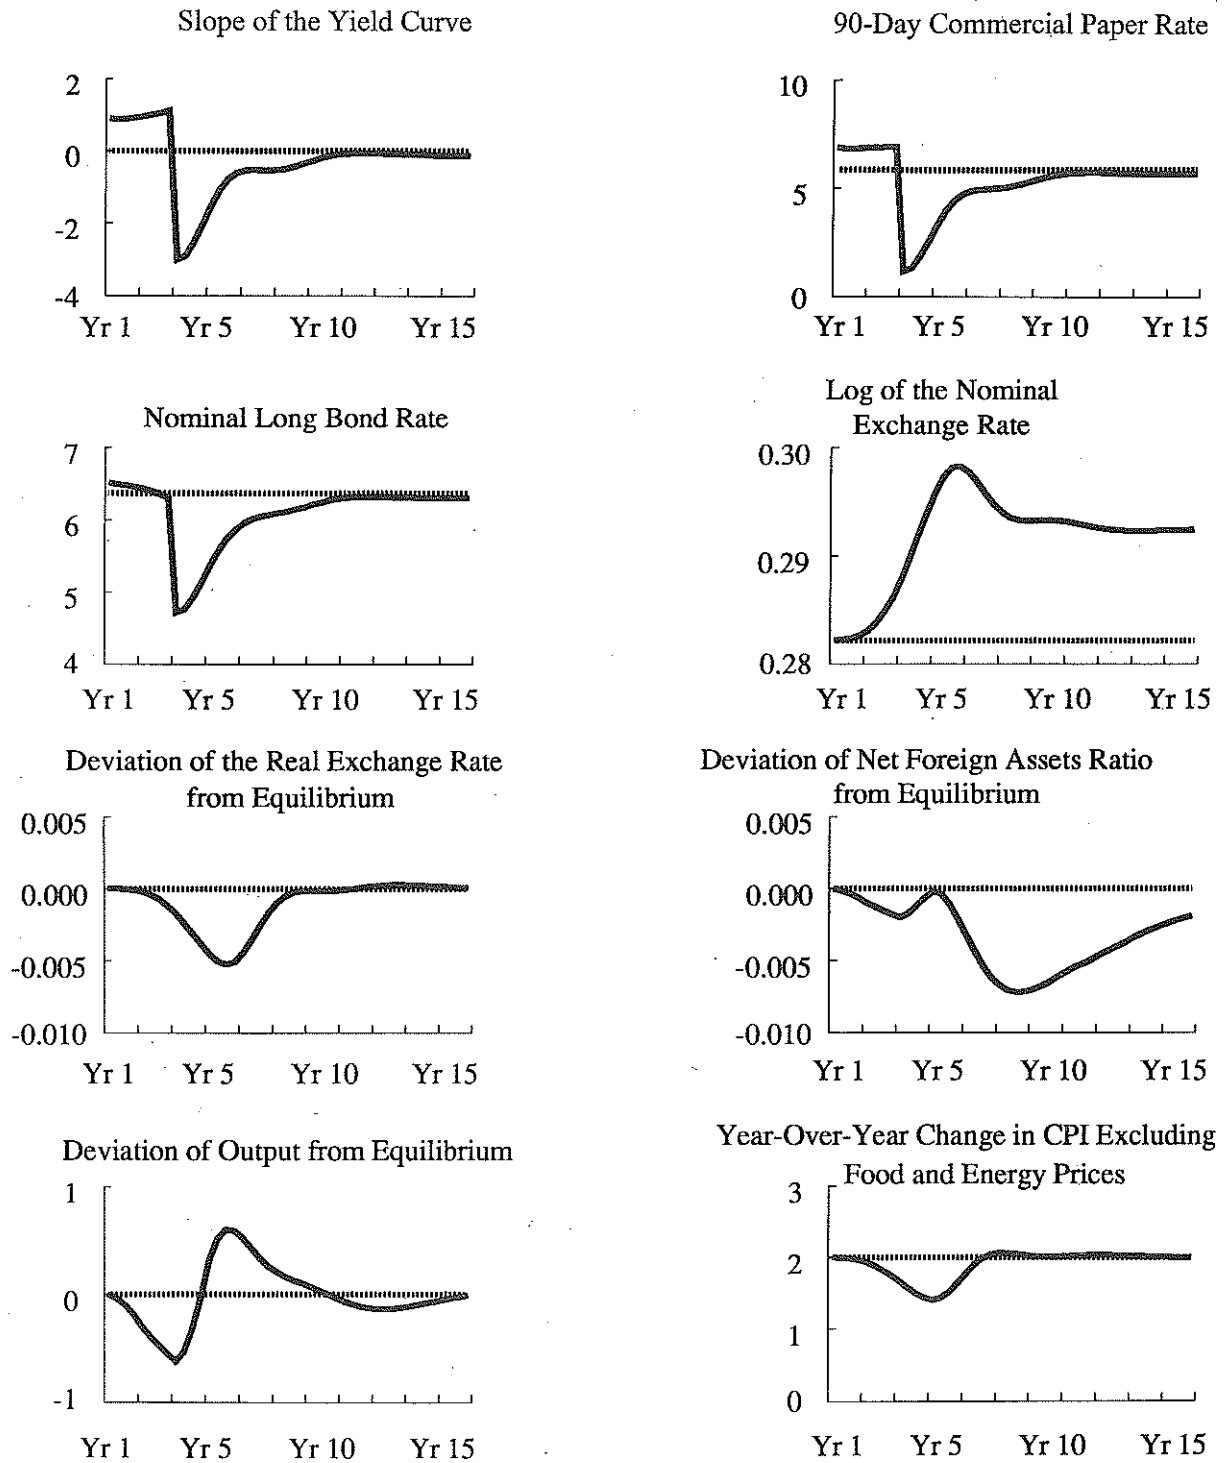 Slope of the Yield Curve
2
0
-2
-4
Yr 1 Yr 5 Yr 10 Yr 15
90-Day Commercial Paper Rate
10
5
0
Yr 1 Yr 5 Yr 10 Yr 15
Nominal Long Bond Rate
7
6
5
4
Yr 1 Yr 5 Yr 10 Yr 15
Log of the Nominal
Exchange Rate
0.30
0.29
0.28
Yr 1 Yr 5 Yr 10 Yr 15
Deviation of the Real Exchange Rate
from Equilibrium
0.005
0.000
-0.005
-0.010
Yr 1 Yr 5 Yr 10 Yr 15
Deviation of Net Foreign Assets Ratio
from Equilibrium
0.005
0.000
-0.005
-0.010
Yr 1 Yr 5 Yr 10 Yr 15
Deviation of Output from Equilibrium
1
0
-1
Yr 1 Yr 5 Yr 10 Yr 15
Year-Over-Year Change in CPI Excluding
Food and Energy Prices
3
2
1
0
Yr 1 Yr 5 Yr 10 Yr 15